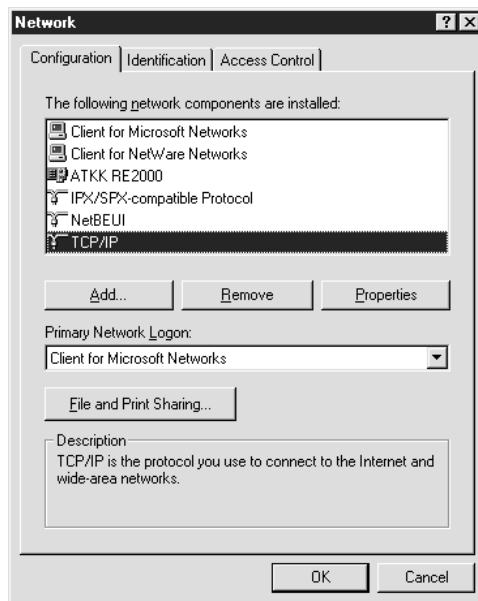 Network
Configuration Identification Access Control
The following network components are installed:
Client for Microsoft Networks
Client for NetWare Networks
ATKK RE2000
IPX/SPX-compatible Protocol
NetBEUI
TCP/IP
Add... Remove Properties
Primary Network Logon:
Client for Microsoft Networks
File and Print Sharing...
Description
TCP/IP is the protocol you use to connect to the Internet and
wide-area networks.
OK Cancel